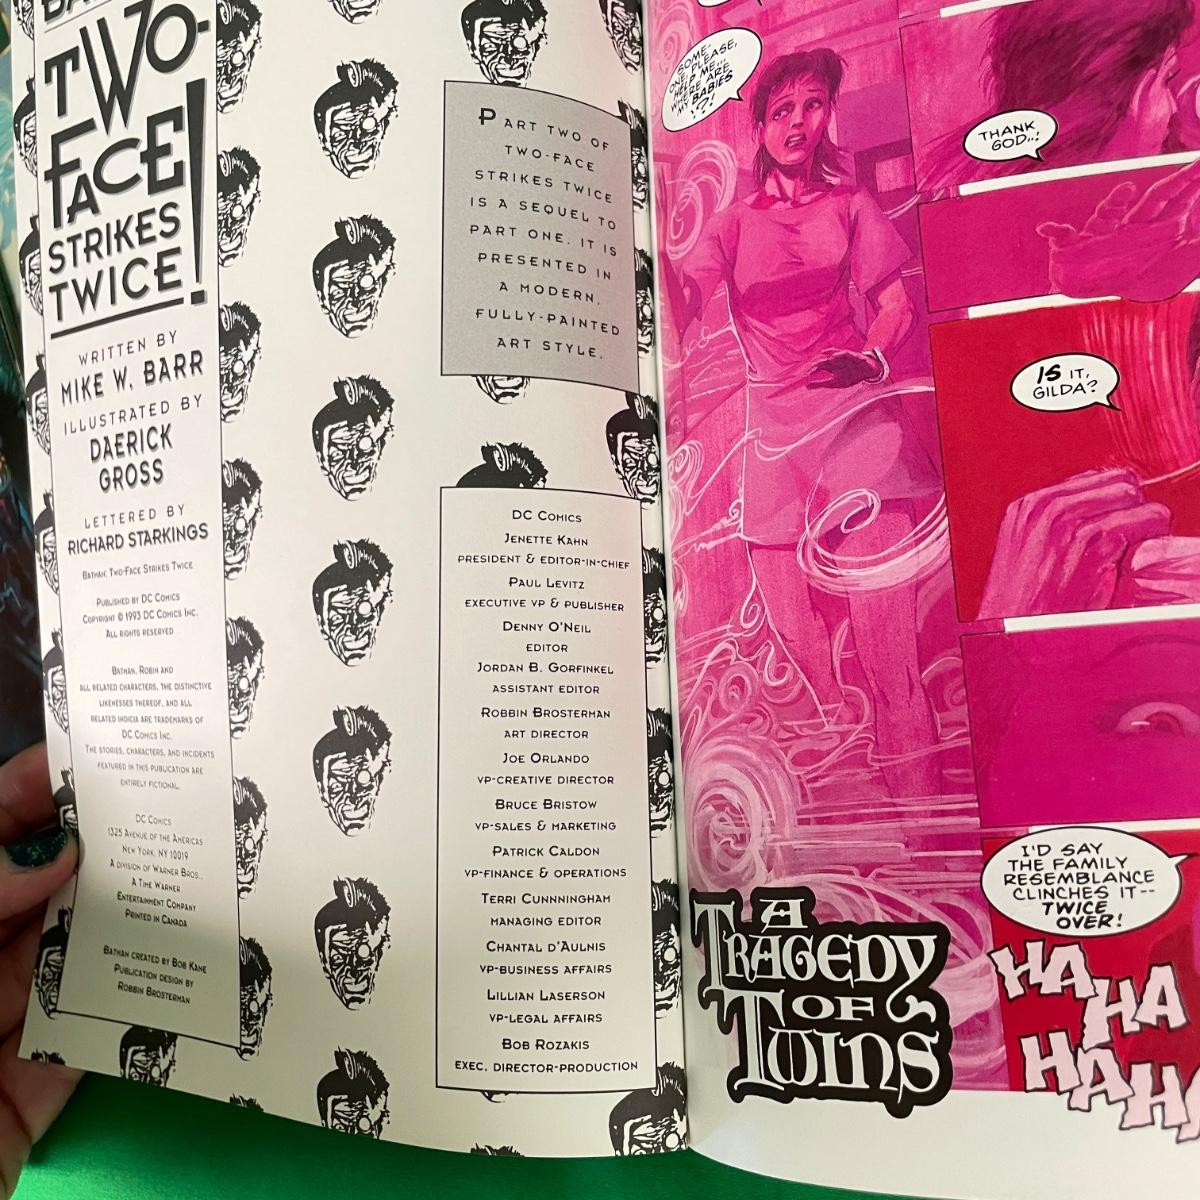 TWO-
FACE
STRIKES
TWICE!
WRITTEN BY
MIKE W. BARR
ILLUSTRATED BY
DAERICK
GROSS
LETTERED BY
RICHARD STARKINGS
BATMAN: TWO-FACE STRIKES TWICE
PUBLISHED BY DC COMICS
COPYRIGHT © 1993 DC COMICS INC.
ALL RIGHTS RESERVED
BATMAN, ROBIN AND
ALL RELATED CHARACTERS, THE DISTINCTIVE
LIKENESSES THEREOF, AND ALL
RELATED INDICIA ARE TRADEMARKS OF
DC COMICS INC.
THE STORIES, CHARACTERS, AND INCIDENTS
FEATURED IN THIS PUBLICATION ARE
ENTIRELY FICTIONAL.
DC COMICS
1325 AVENUE OF THE AMERICAS
NEW YORK, NY 10019
A DIVISION OF WARNER BROS.
A TIME WARNER
ENTERTAINMENT COMPANY
PRINTED IN CANADA
BATMAN CREATED BY BOB KANE
PUBLICATION DESIGN BY
ROBBIN BROSTERMAN
PART TWO OF
TWO-FACE
STRIKES TWICE
IS A SEQUEL TO
PART ONE. IT IS
PRESENTED IN
A MODERN,
FULLY-PAINTED
ART STYLE.
DC COMICS
JENETTE KAHN
PRESIDENT & EDITOR-IN-CHIEF
PAUL LEVITZ
EXECUTIVE VP & PUBLISHER
DENNY O'NEIL
EDITOR
JORDAN B. GORFINKEL
ASSISTANT EDITOR
ROBBIN BROSTERMAN
ART DIRECTOR
JOE ORLANDO
VP-CREATIVE DIRECTOR
BRUCE BRISTOW
VP-SALES & MARKETING
PATRICK CALDON
VP-FINANCE & OPERATIONS
TERRI CUNNNINGHAM
MANAGING EDITOR
CHANTAL D'AULNIS
VP-BUSINESS AFFAIRS
LILLIAN LASERSON
VP-LEGAL AFFAIRS
BOB ROZAKIS
EXEC. DIRECTOR-PRODUCTION
SOME-
ONE, PLEASE,
HELP ME...
WHERE ARE
MY BABIES
?!
THANK
GOD...!
IS IT,
GILDA?
I'D SAY
THE FAMILY
RESEMBLANCE
CLINCHES IT--
TWICE
OVER!
HA HA
HA HA
A
TRAGEDY
OF
TWINS